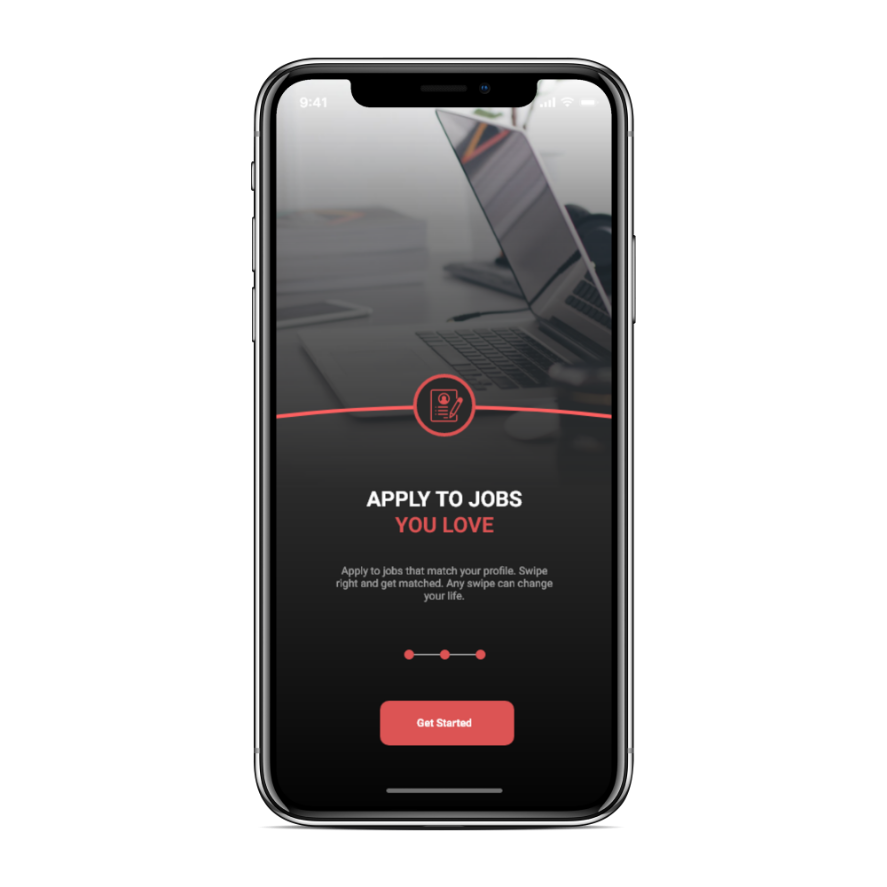 9:41
APPLY TO JOBS
YOU LOVE
Apply to jobs that match your profile. Swipe
right and get matched. Any swipe can change
your life.
Get Started